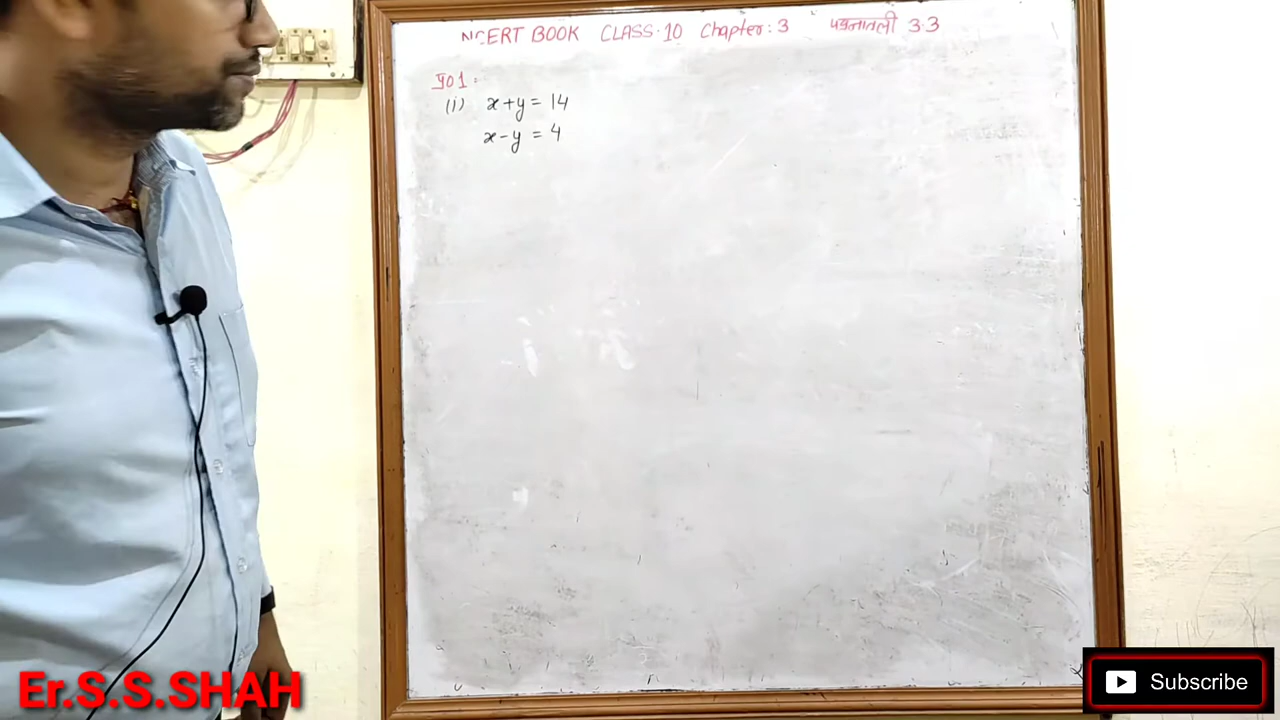 NCERT BOOK CLASS-10 Chapter: 3 प्रश्नावली 3.3
प्र01:
(i) x+y = 14
x-y = 4
Er.S.S.SHAH
Subscribe